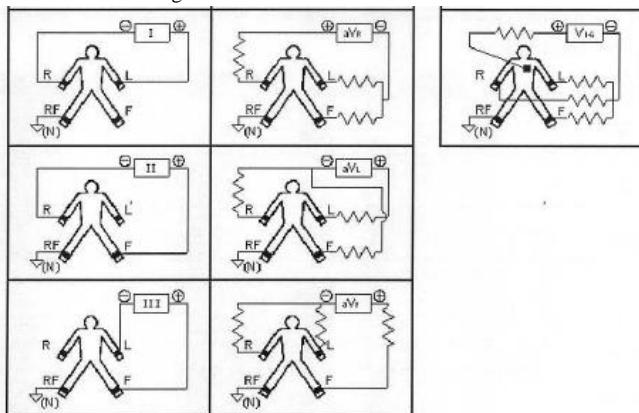 ⊖ I ⊕
R L
RF F
(N)
⊖ aVR ⊕
R L
RF F
(N)
⊖ V1-6 ⊕
R L
RF F
(N)
⊖ II ⊕
R L'
RF F
(N)
⊖ aVL ⊕
R L
RF F
(N)
⊖ III ⊕
R L
RF F
(N)
⊖ aVF ⊕
R L
RF F
(N)